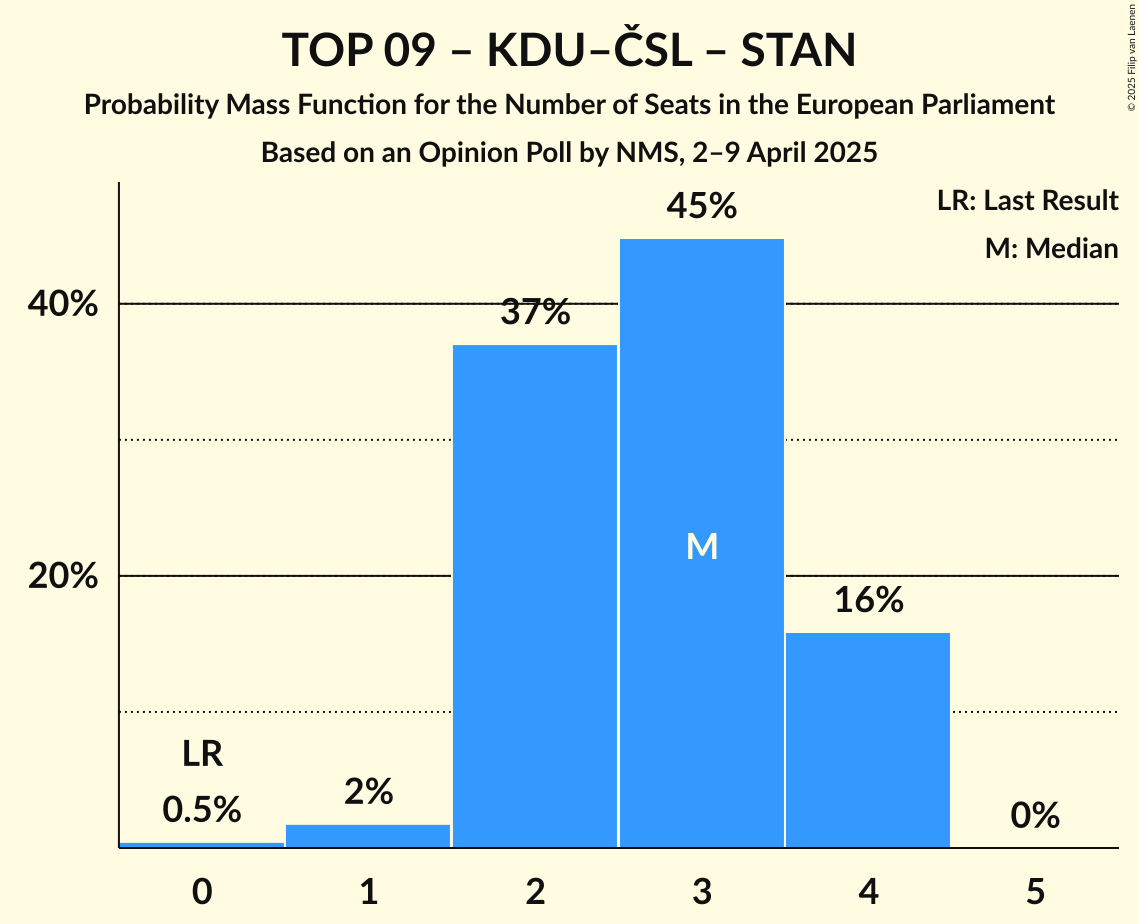 TOP 09 – KDU–ČSL – STAN
Probability Mass Function for the Number of Seats in the European Parliament
Based on an Opinion Poll by NMS, 2–9 April 2025
© 2025 Filip van Laenen
LR: Last Result
M: Median
45%
40%
37%
M
20%
16%
LR
2%
0.5%
0%
0 1 2 3 4 5